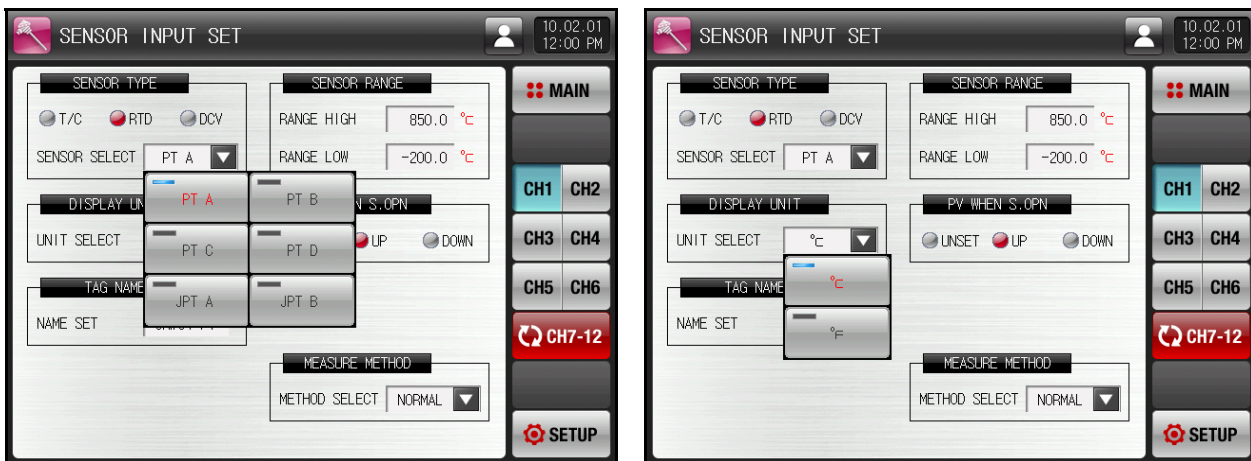 SENSOR INPUT SET
10.02.01
12:00 PM
SENSOR TYPE
T/C RTD DCV
SENSOR SELECT PT A
SENSOR RANGE
RANGE HIGH 850.0 ℃
RANGE LOW -200.0 ℃
PT A PT B
PT C PT D
JPT A JPT B
DISPLAY UN
UNIT SELECT
N S.OPN
UP DOWN
TAG NAME
NAME SET
MEASURE METHOD
METHOD SELECT NORMAL
MAIN
CH1 CH2
CH3 CH4
CH5 CH6
CH7-12
SETUP
SENSOR INPUT SET
10.02.01
12:00 PM
SENSOR TYPE
T/C RTD DCV
SENSOR SELECT PT A
SENSOR RANGE
RANGE HIGH 850.0 ℃
RANGE LOW -200.0 ℃
DISPLAY UNIT
UNIT SELECT ℃
℃
℉
PV WHEN S.OPN
UNSET UP DOWN
TAG NAME
NAME SET
MEASURE METHOD
METHOD SELECT NORMAL
MAIN
CH1 CH2
CH3 CH4
CH5 CH6
CH7-12
SETUP